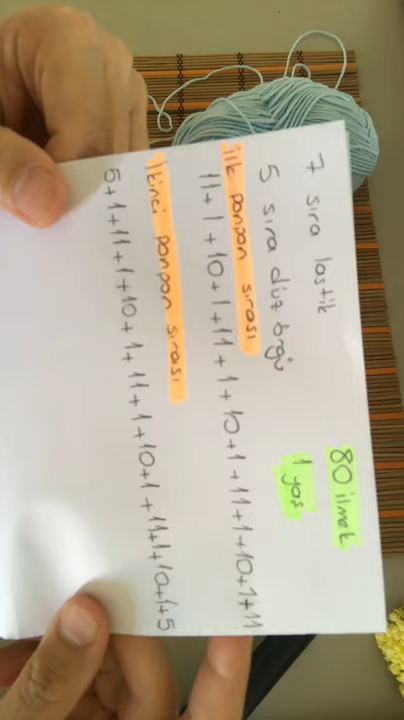 80 ilmek
7 sıra lastik
1 yaş
5 sıra düz örgü
ilk ponpon sırası
11+1+10+1+11+1+10+1+11+1+10+1+11
İkinci ponpon sırası
5+1+11+1+10+1+11+1+10+1+11+1+10+1+5